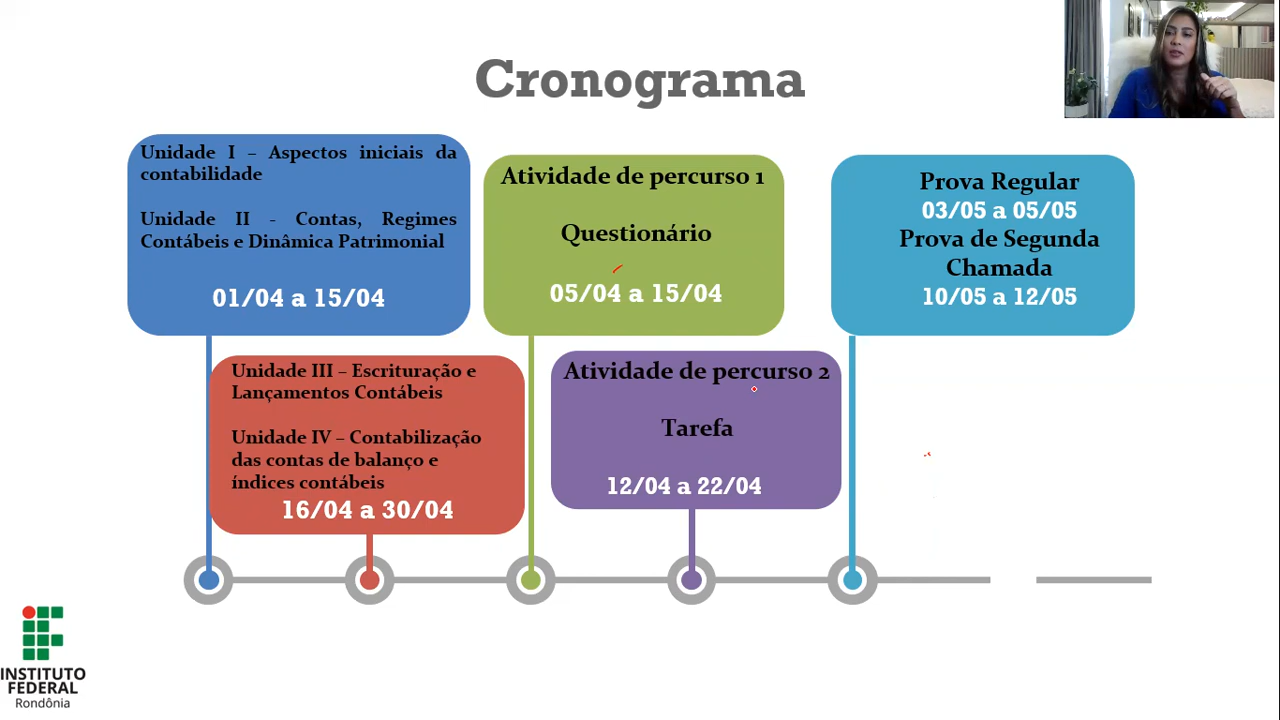 Cronograma
Unidade I – Aspectos iniciais da
contabilidade
Unidade II - Contas, Regimes
Contábeis e Dinâmica Patrimonial
01/04 a 15/04
Atividade de percurso 1
Questionário
05/04 a 15/04
Prova Regular
03/05 a 05/05
Prova de Segunda
Chamada
10/05 a 12/05
Unidade III – Escrituração e
Lançamentos Contábeis
Unidade IV – Contabilização
das contas de balanço e
índices contábeis
16/04 a 30/04
Atividade de percurso 2
Tarefa
12/04 a 22/04
INSTITUTO
FEDERAL
Rondônia